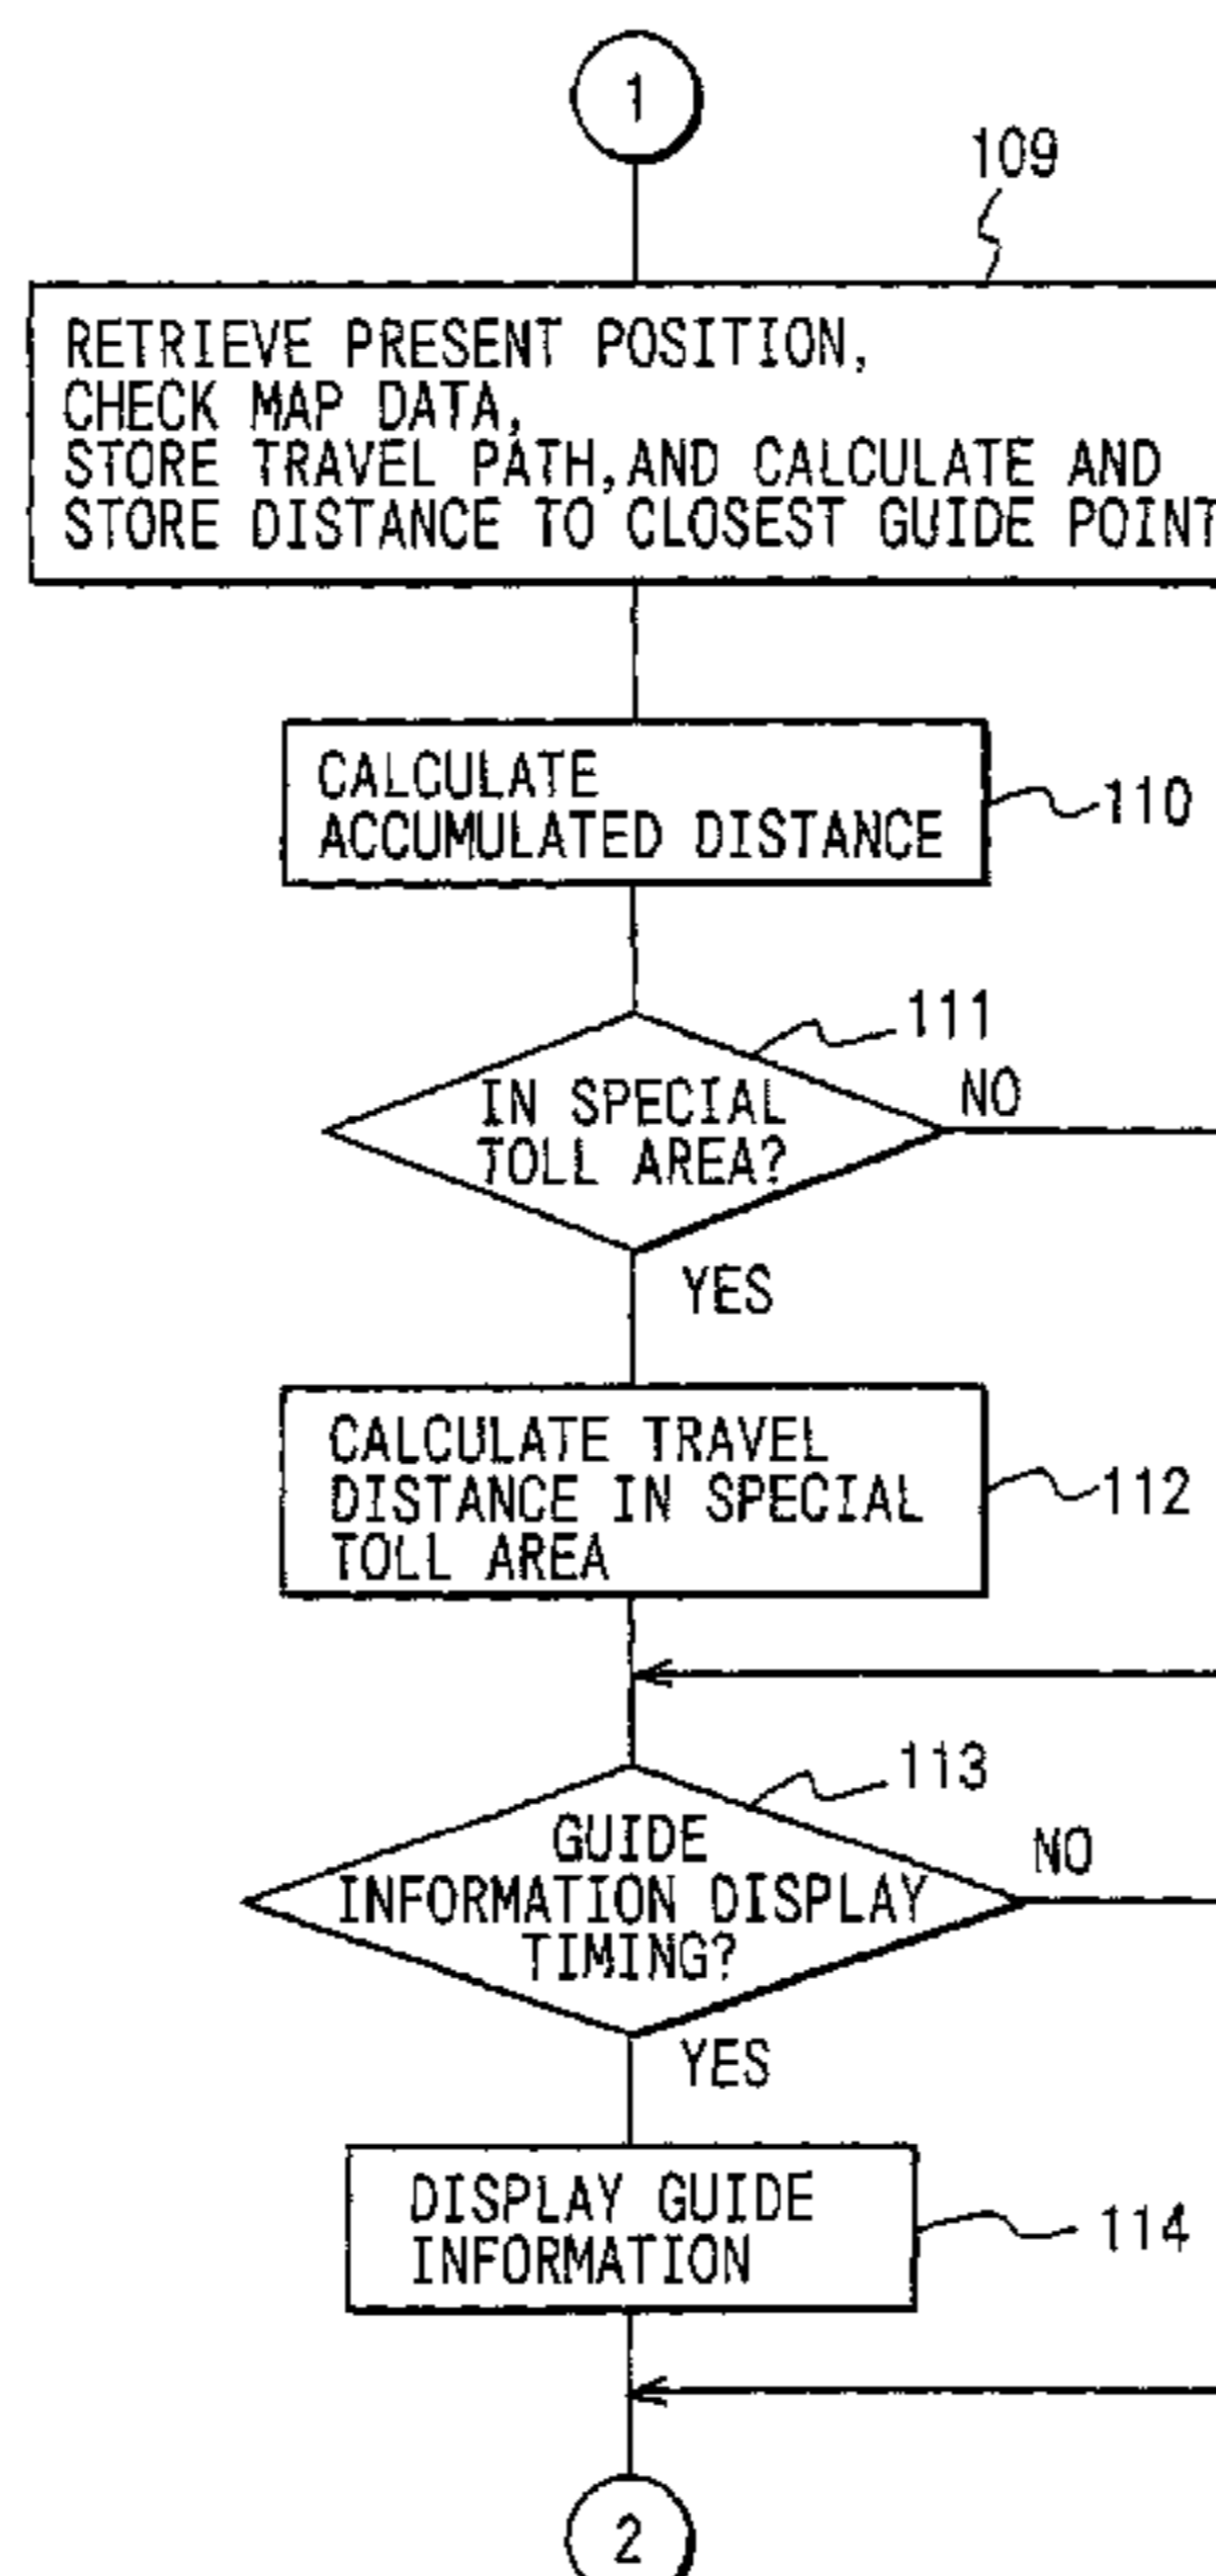 1
109
RETRIEVE PRESENT POSITION,
CHECK MAP DATA,
STORE TRAVEL PATH,AND CALCULATE AND
STORE DISTANCE TO CLOSEST GUIDE POINT
CALCULATE
ACCUMULATED DISTANCE
110
111
IN SPECIAL
TOLL AREA?
NO
YES
CALCULATE TRAVEL
DISTANCE IN SPECIAL
TOLL AREA
112
113
GUIDE
INFORMATION DISPLAY
TIMING?
NO
YES
DISPLAY GUIDE
INFORMATION
114
2